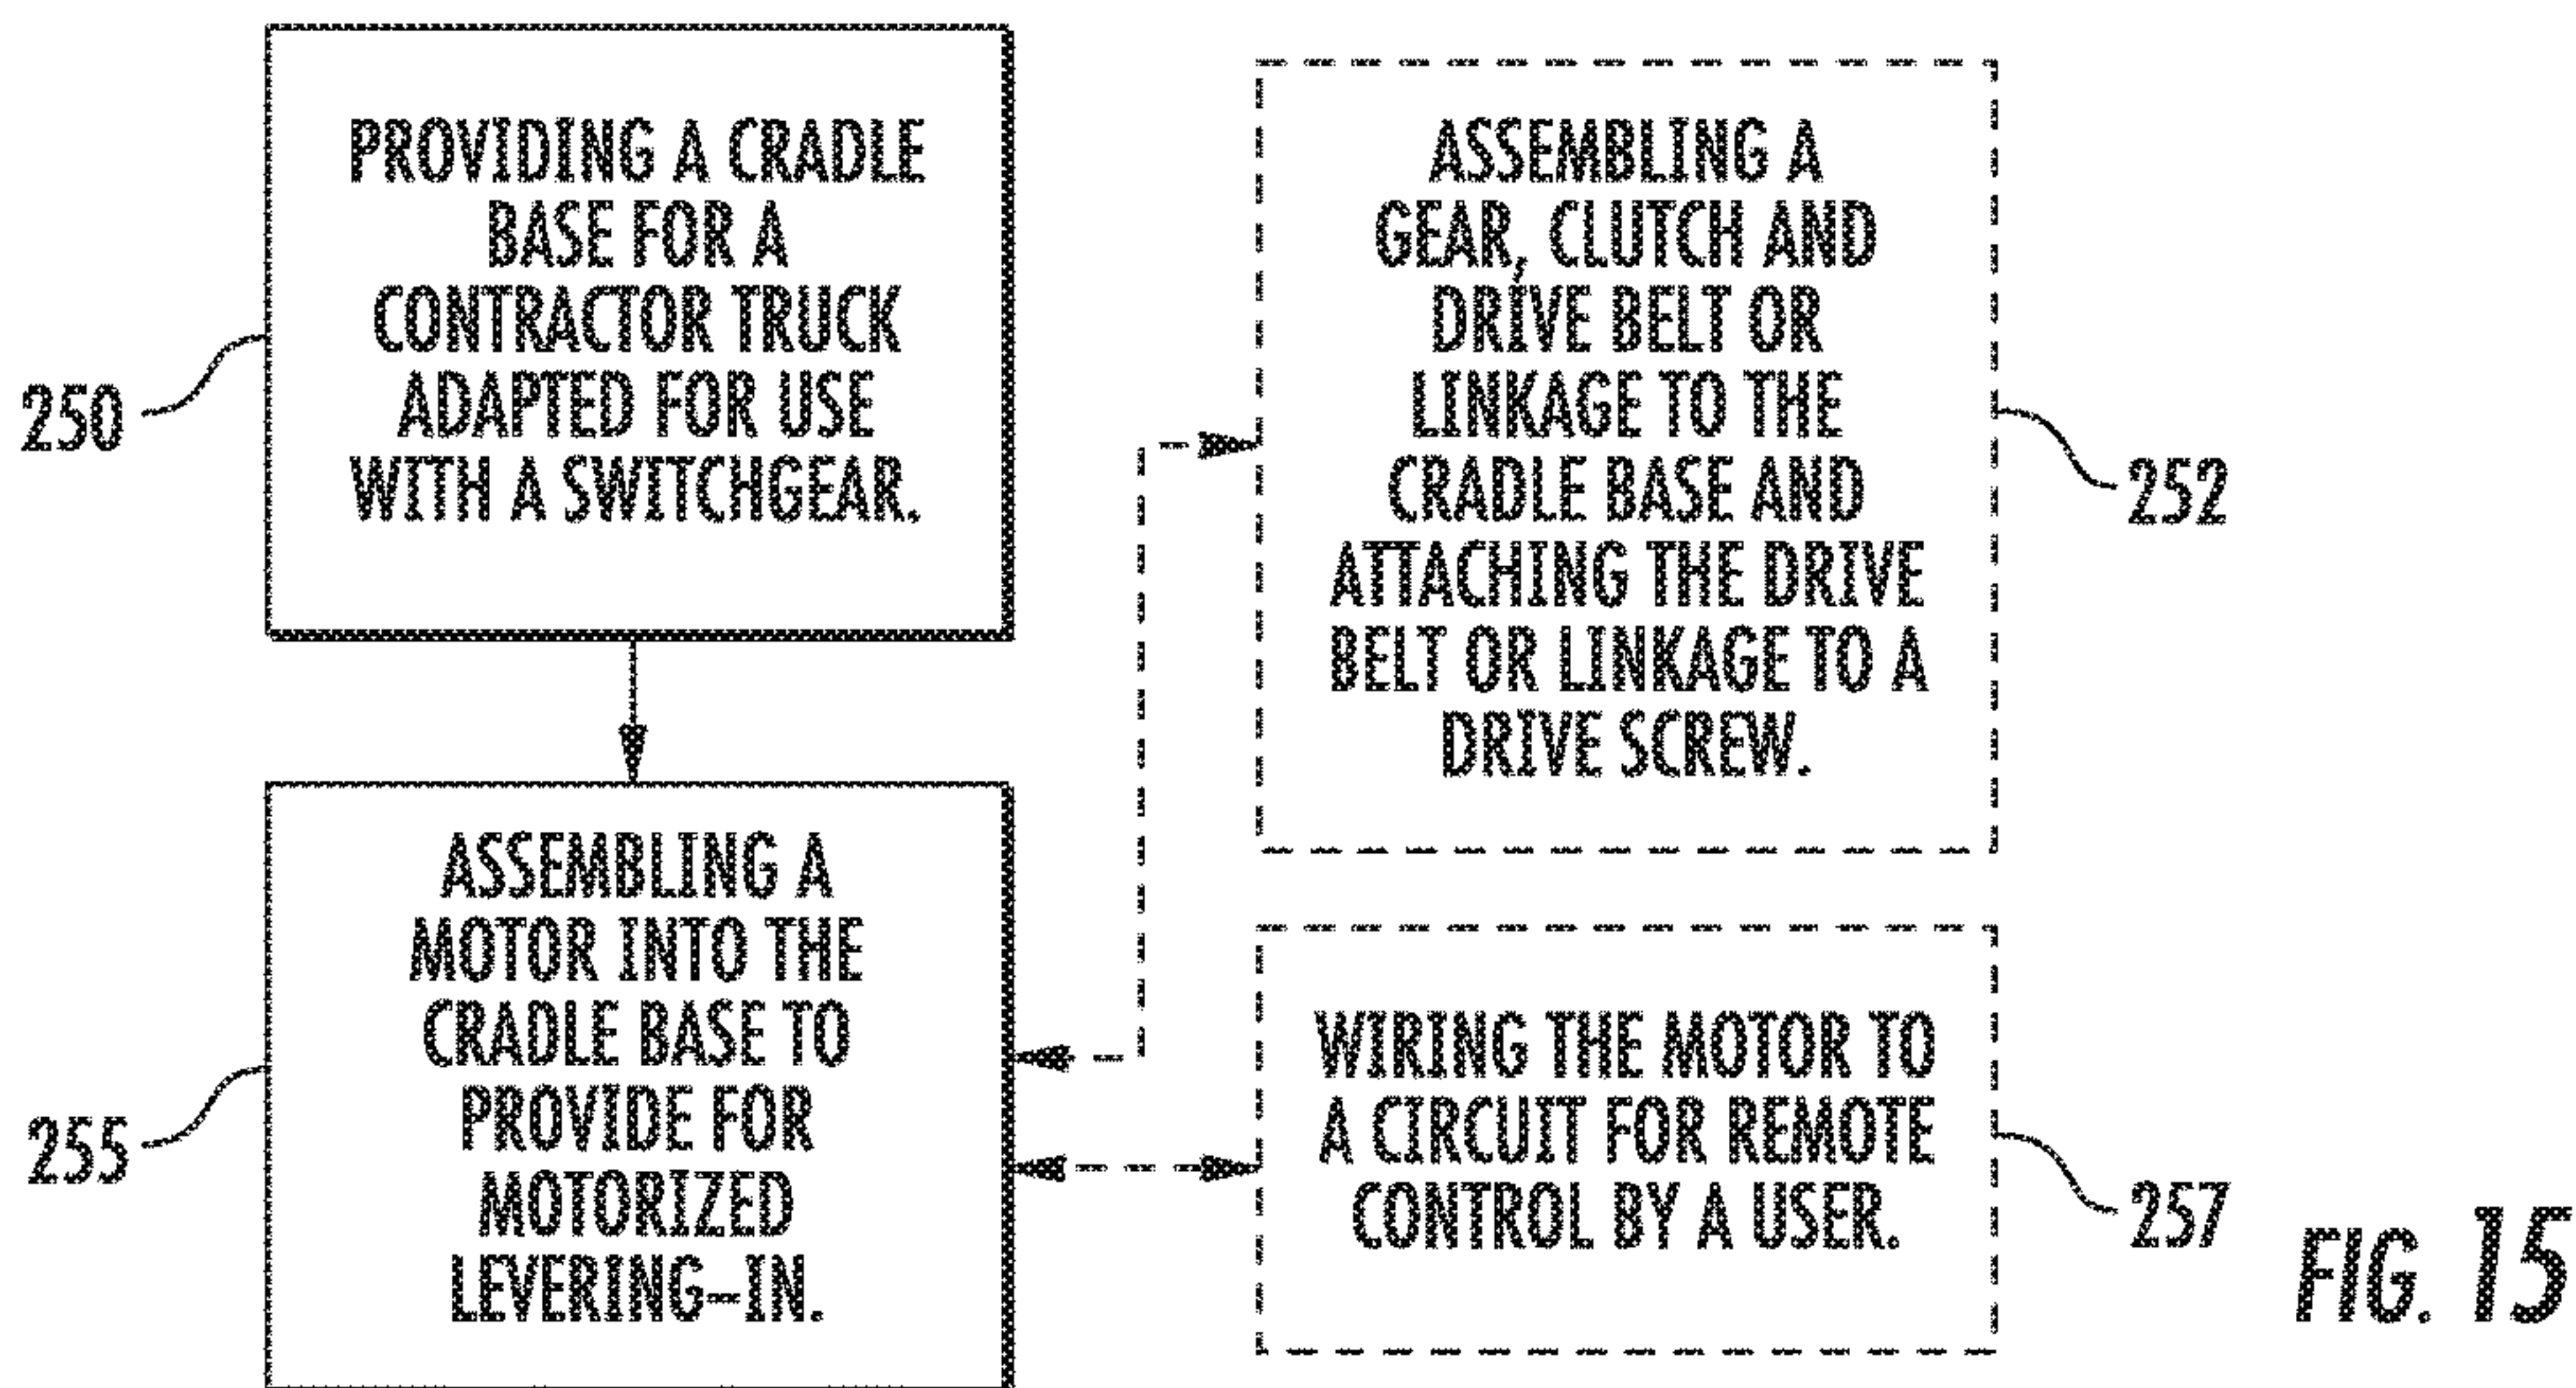 PROVIDING A CRADLE
BASE FOR A
CONTRACTOR TRUCK
ADAPTED FOR USE
WITH A SWITCHGEAR.
250
ASSEMBLING A
GEAR, CLUTCH AND
DRIVE BELT OR
LINKAGE TO THE
CRADLE BASE AND
ATTACHING THE DRIVE
BELT OR LINKAGE TO A
DRIVE SCREW.
252
ASSEMBLING A
MOTOR INTO THE
CRADLE BASE TO
PROVIDE FOR
MOTORIZED
LEVERING-IN.
255
WIRING THE MOTOR TO
A CIRCUIT FOR REMOTE
CONTROL BY A USER.
257
FIG. 15